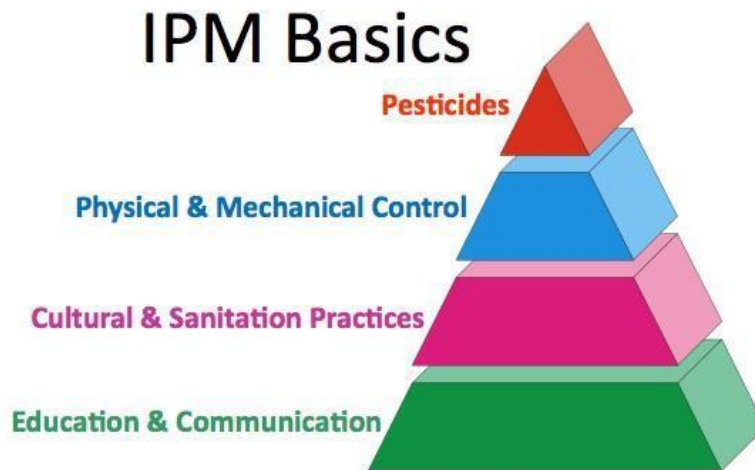 IPM Basics
Pesticides
Physical & Mechanical Control
Cultural & Sanitation Practices
Education & Communication